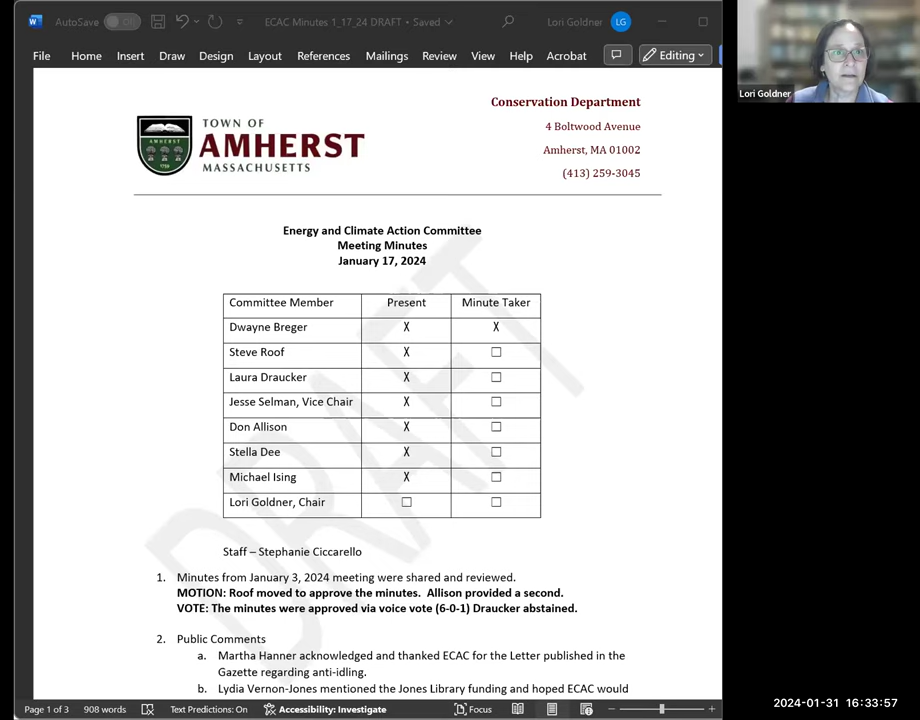 AutoSave Off ECAC Minutes 1_17_24 DRAFT • Saved Lori Goldner LG
File Home Insert Draw Design Layout References Mailings Review View Help Acrobat Editing
Lori Goldner
Conservation Department
4 Boltwood Avenue
Amherst, MA 01002
(413) 259-3045
TOWN OF
AMHERST
MASSACHUSETTS
Energy and Climate Action Committee
Meeting Minutes
January 17, 2024
Committee Member Present Minute Taker
Dwayne Breger X X
Steve Roof X ☐
Laura Draucker X ☐
Jesse Selman, Vice Chair X ☐
Don Allison X ☐
Stella Dee X ☐
Michael Ising X ☐
Lori Goldner, Chair ☐ ☐
DRAFT
Staff – Stephanie Ciccarello
1. Minutes from January 3, 2024 meeting were shared and reviewed.
MOTION: Roof moved to approve the minutes. Allison provided a second.
VOTE: The minutes were approved via voice vote (6-0-1) Draucker abstained.
2. Public Comments
a. Martha Hanner acknowledged and thanked ECAC for the Letter published in the
Gazette regarding anti-idling.
b. Lydia Vernon-Jones mentioned the Jones Library funding and hoped ECAC would
Page 1 of 3 908 words Text Predictions: On Accessibility: Investigate Focus
2024-01-31 16:33:57